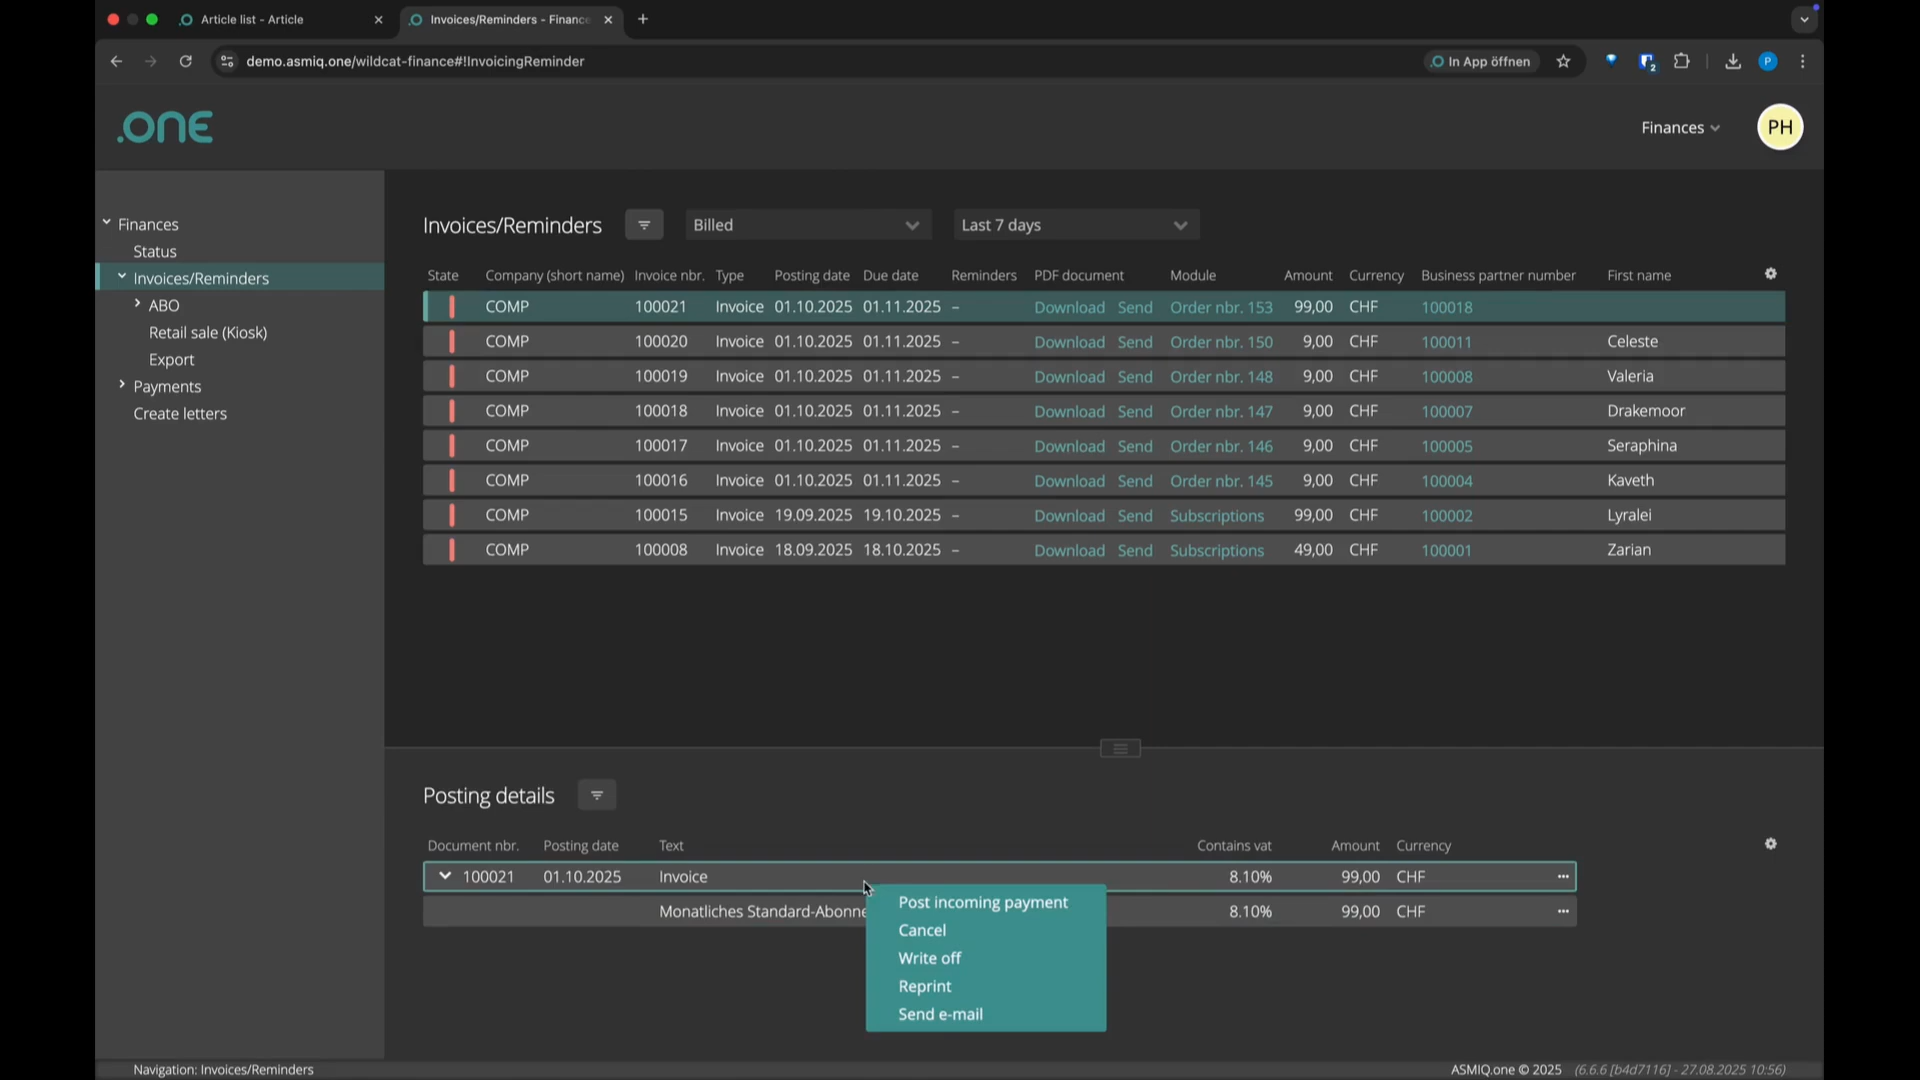 Article list - Article
Invoices/Reminders - Finance
demo.asmiq.one/wildcat-finance#!InvoicingReminder
In App öffnen
2
P
.one
Finances
PH
Finances
Status
Invoices/Reminders
ABO
Retail sale (Kiosk)
Export
Payments
Create letters
Invoices/Reminders
Billed
Last 7 days
State Company (short name) Invoice nbr. Type Posting date Due date Reminders PDF document Module Amount Currency Business partner number First name
COMP 100021 Invoice 01.10.2025 01.11.2025 – Download Send Order nbr. 153 99,00 CHF 100018
COMP 100020 Invoice 01.10.2025 01.11.2025 – Download Send Order nbr. 150 9,00 CHF 100011 Celeste
COMP 100019 Invoice 01.10.2025 01.11.2025 – Download Send Order nbr. 148 9,00 CHF 100008 Valeria
COMP 100018 Invoice 01.10.2025 01.11.2025 – Download Send Order nbr. 147 9,00 CHF 100007 Drakemoor
COMP 100017 Invoice 01.10.2025 01.11.2025 – Download Send Order nbr. 146 9,00 CHF 100005 Seraphina
COMP 100016 Invoice 01.10.2025 01.11.2025 – Download Send Order nbr. 145 9,00 CHF 100004 Kaveth
COMP 100015 Invoice 19.09.2025 19.10.2025 – Download Send Subscriptions 99,00 CHF 100002 Lyralei
COMP 100008 Invoice 18.09.2025 18.10.2025 – Download Send Subscriptions 49,00 CHF 100001 Zarian
Posting details
Document nbr. Posting date Text Contains vat Amount Currency
100021 01.10.2025 Invoice 8.10% 99,00 CHF
Monatliches Standard-Abonne 8.10% 99,00 CHF
Post incoming payment
Cancel
Write off
Reprint
Send e-mail
Navigation: Invoices/Reminders
ASMIQ.one © 2025 (6.6.6 [b4d7116] - 27.08.2025 10:56)